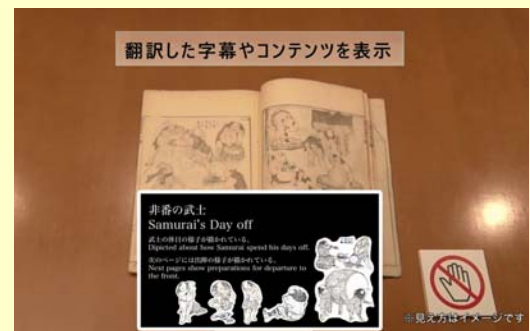 翻訳した字幕やコンテンツを表示
非番の武士
Samurai's Day off
武士の休日の様子が描かれている。
Dipicted about how Samurai spend his days off.
次のページには出陣の様子が描かれている。
Next pages show preparations for departure to
the front.
※見え方はイメージです